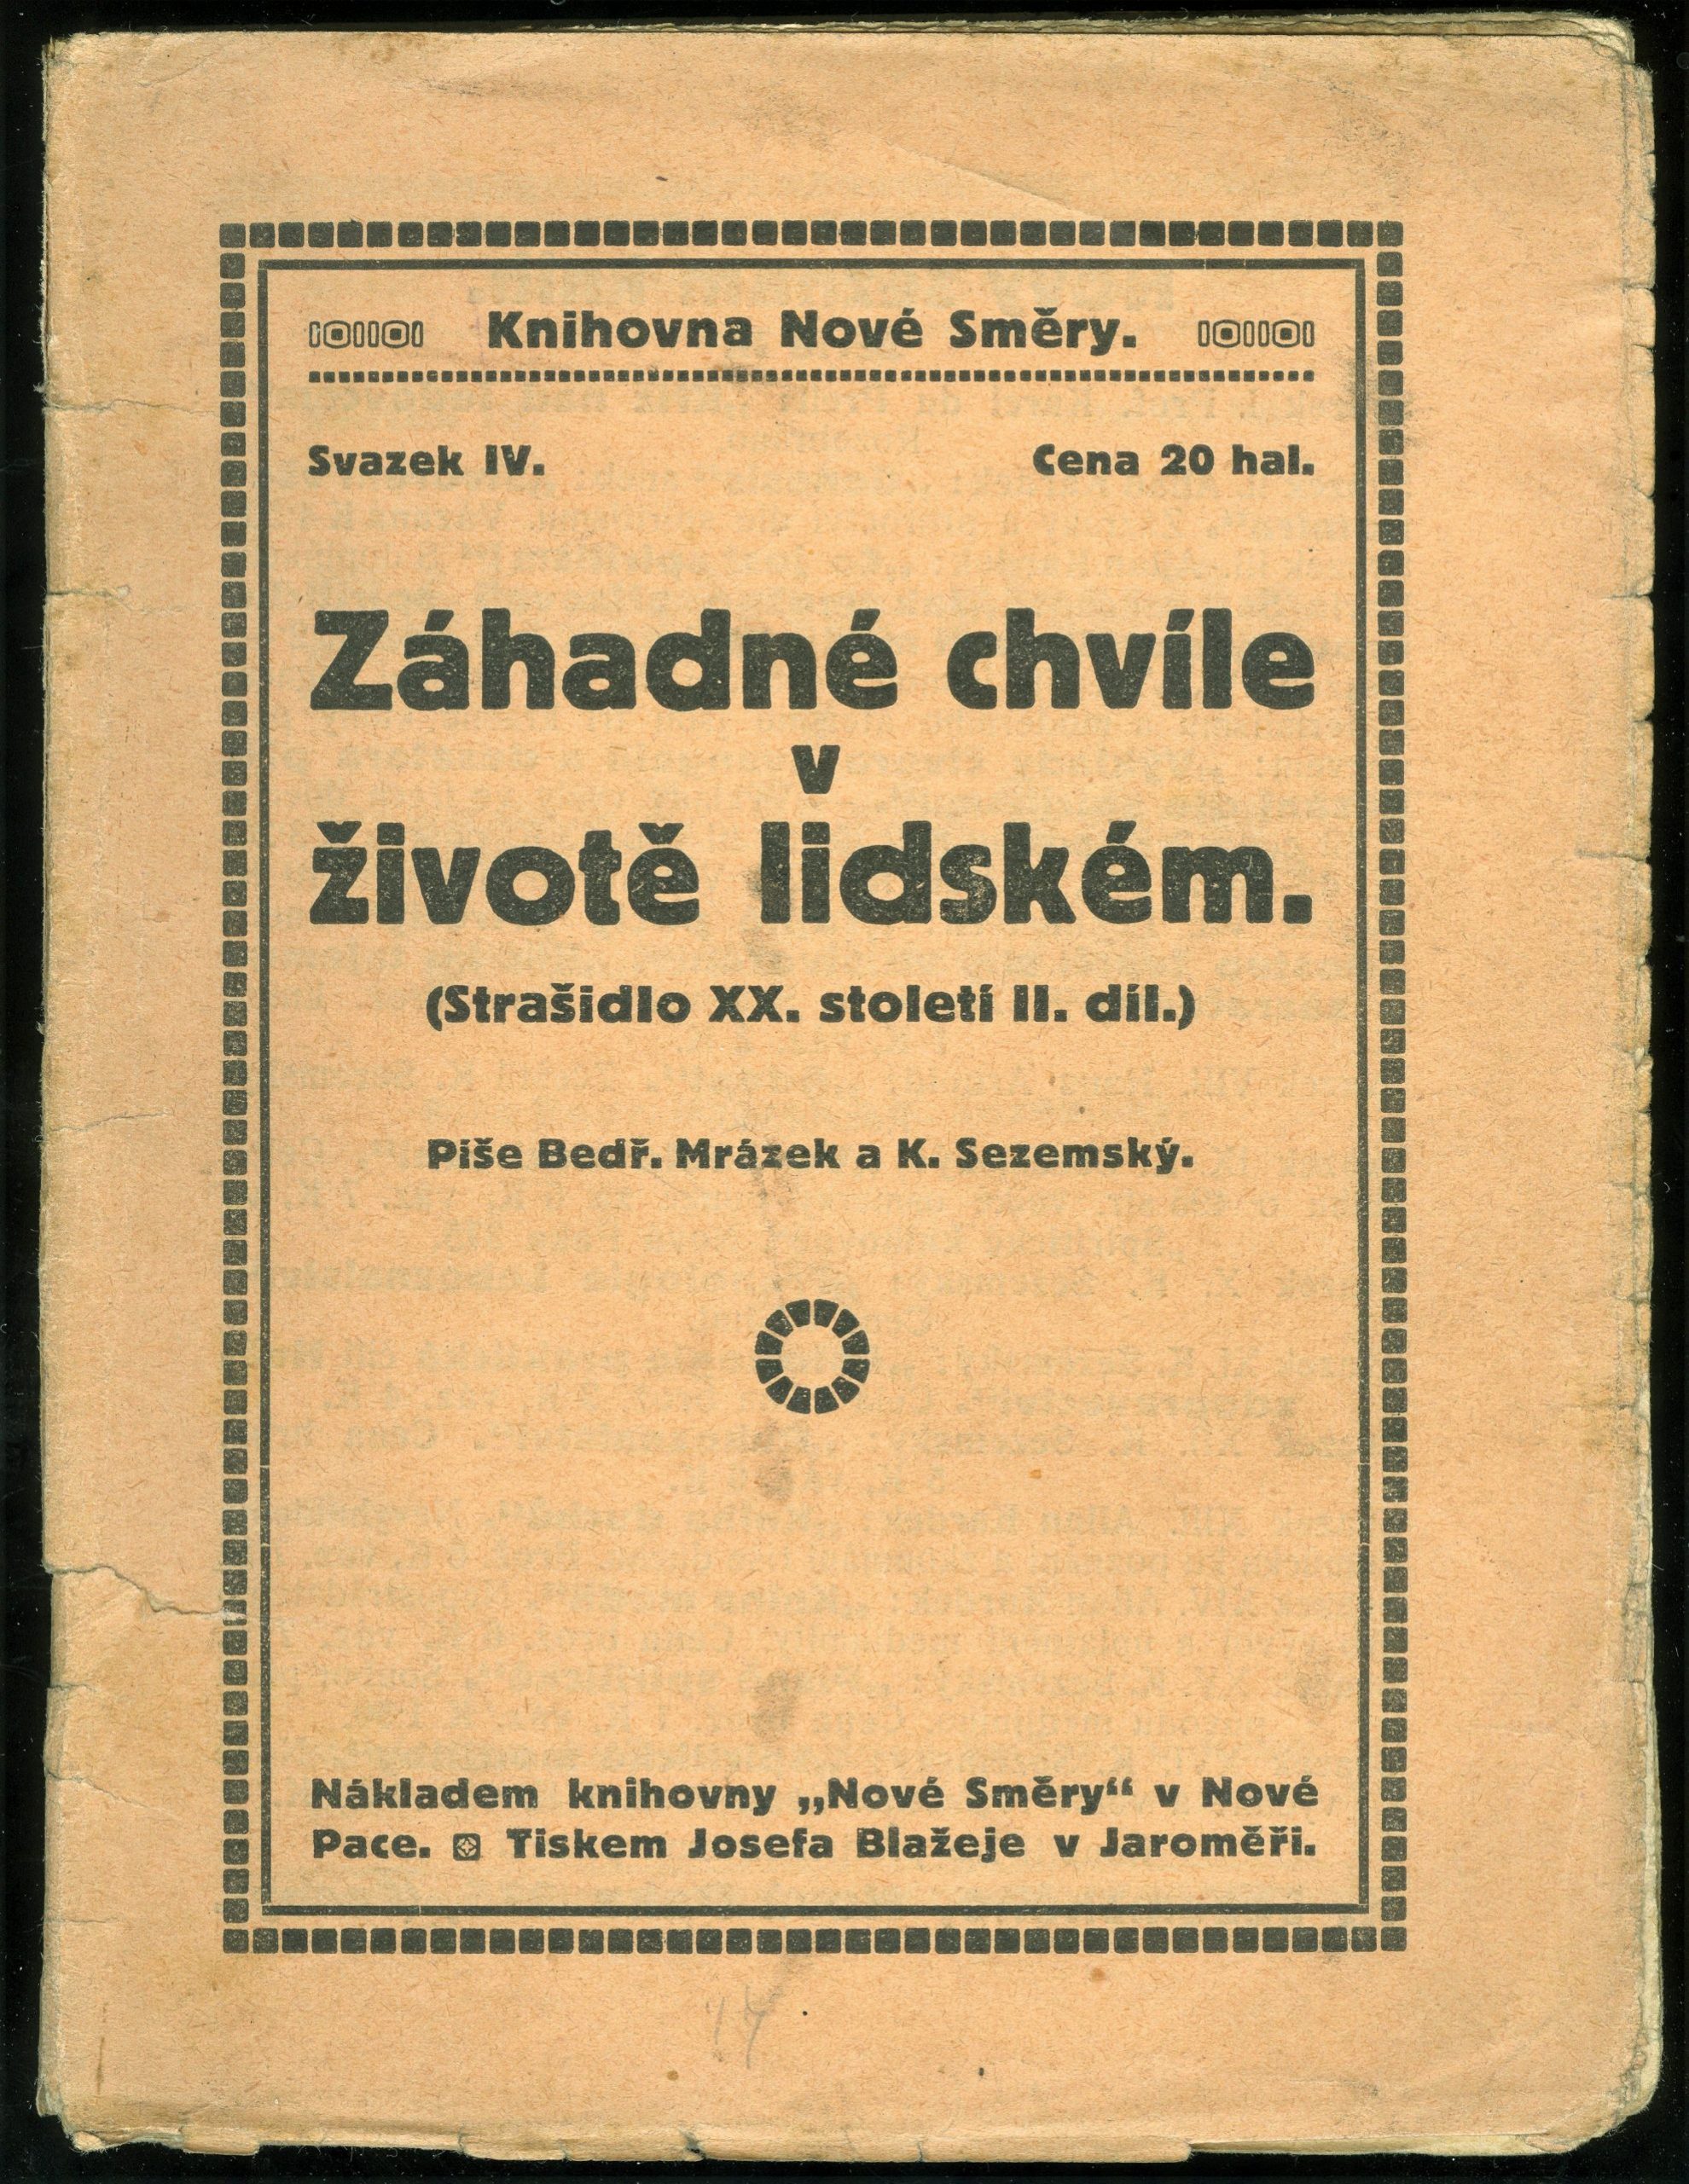 Knihovna Nové Směry.
Svazek IV. Cena 20 hal.
Záhadné chvíle
v
životě lidském.
(Strašidlo XX. století II. díl.)
Píše Bedř. Mrázek a K. Sezemský.
Nákladem knihovny „Nové Směry“ v Nové
Pace. Tiskem Josefa Blažeje v Jaroměři.